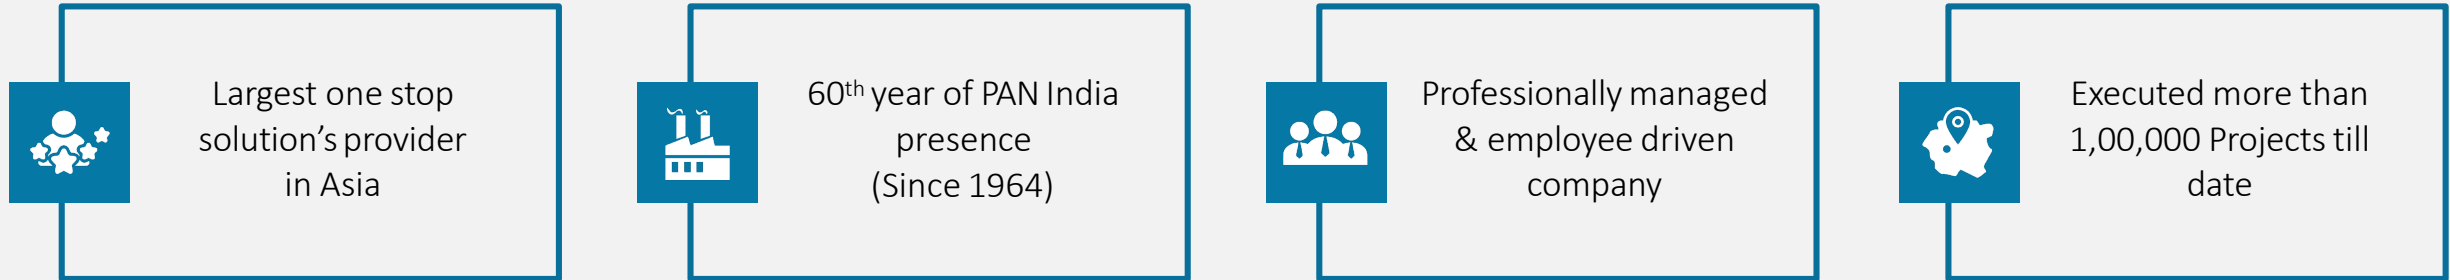 Largest one stop
solution’s provider
in Asia
60th year of PAN India
presence
(Since 1964)
Professionally managed
& employee driven
company
Executed more than
1,00,000 Projects till
date